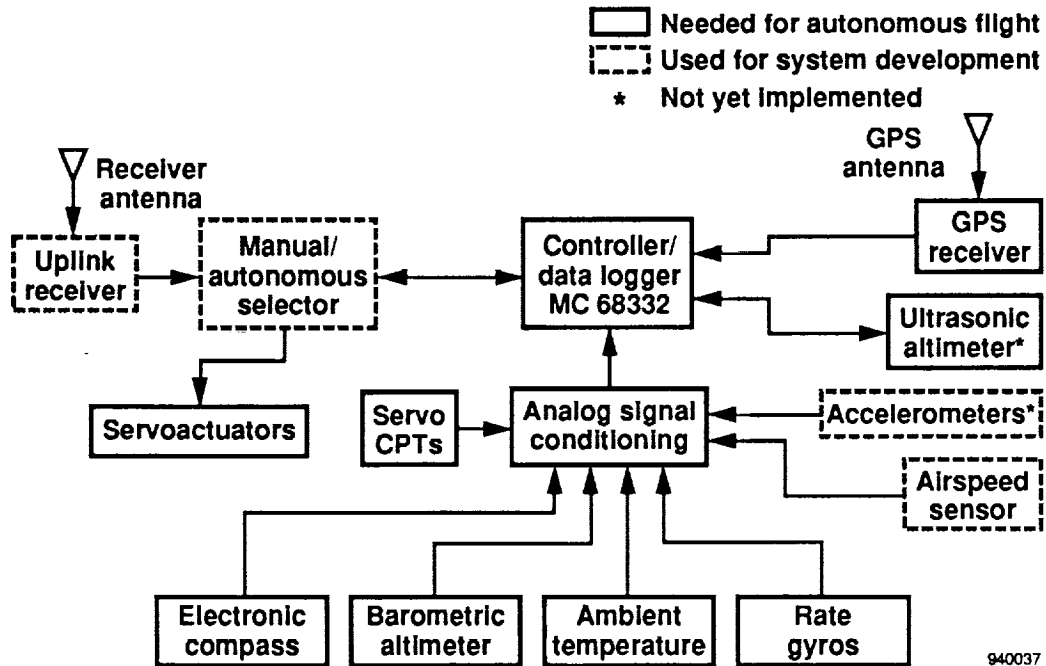 Needed for autonomous flight
Used for system development
* Not yet implemented
Receiver
antenna
GPS
antenna
Uplink
receiver
Manual/
autonomous
selector
Controller/
data logger
MC 68332
GPS
receiver
Ultrasonic
altimeter*
Servoactuators
Servo
CPTs
Analog signal
conditioning
Accelerometers*
Airspeed
sensor
Electronic
compass
Barometric
altimeter
Ambient
temperature
Rate
gyros
940037